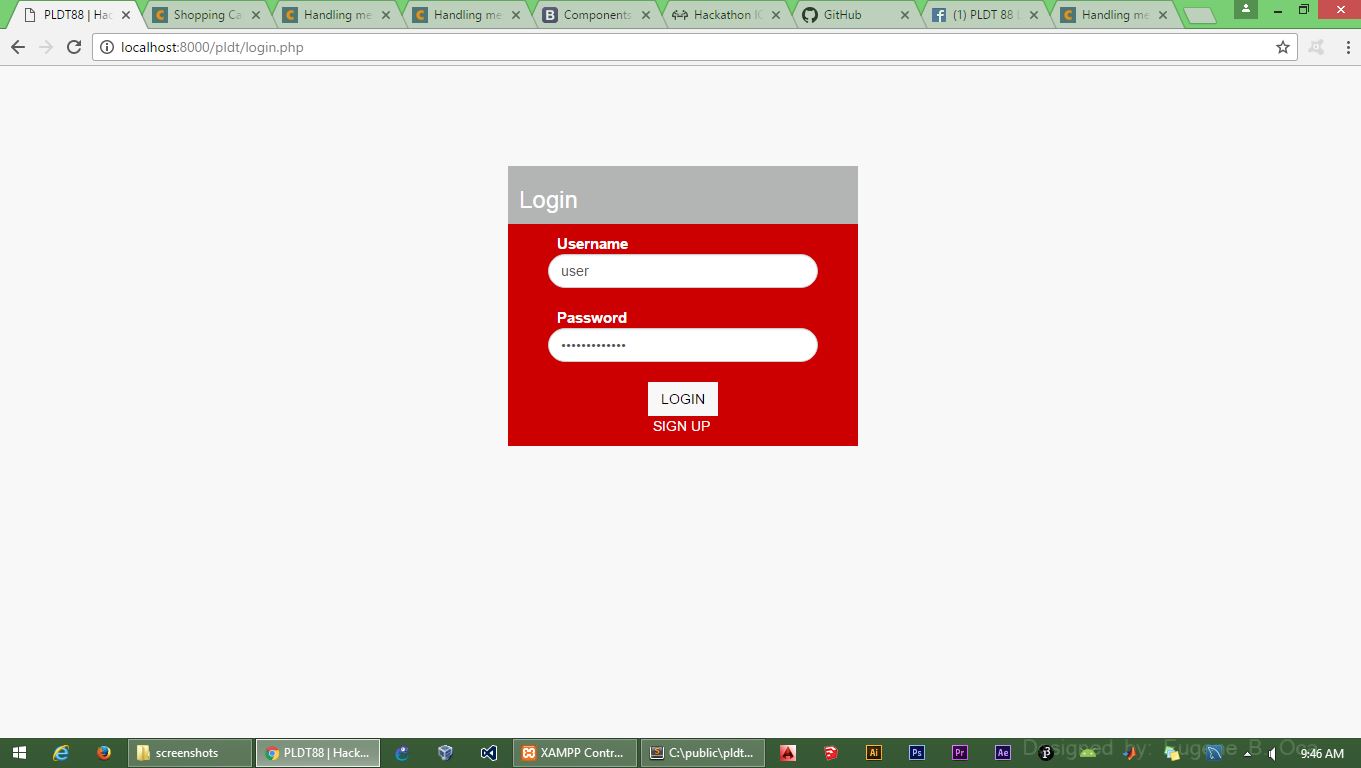 PLDT88 | Hac
Shopping Ca
Handling me
Handling me
Components
Hackathon IC
GitHub
(1) PLDT 88
Handling me
localhost:8000/pldt/login.php
Login
Username
user
Password
•••••••••••••
LOGIN
SIGN UP
screenshots
PLDT88 | Hack...
XAMPP Contr...
C:\public\pldt...
Ai
Ps
Pr
Ae
Designed by: Eugene B.
9:46 AM